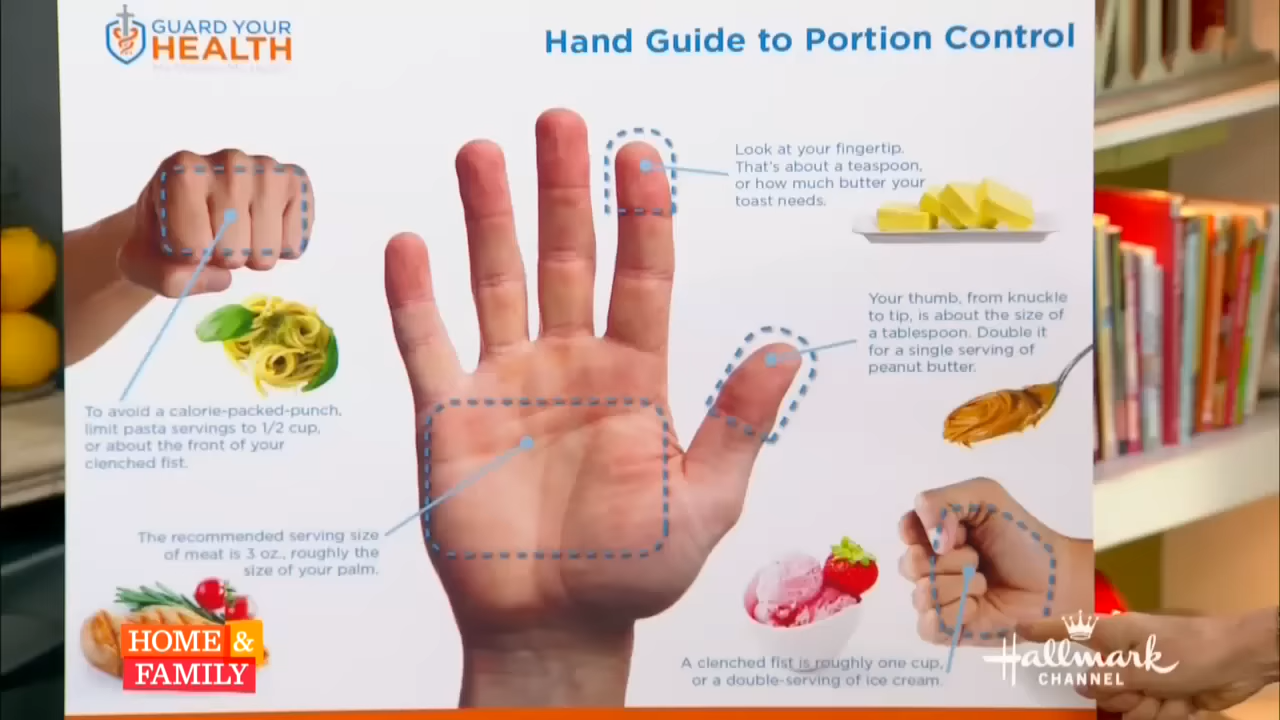 GUARD YOUR
HEALTH
Hand Guide to Portion Control
Look at your fingertip.
That's about a teaspoon,
or how much butter your
toast needs.
Your thumb, from knuckle
to tip, is about the size of
a tablespoon. Double it
for a single serving of
peanut butter.
To avoid a calorie-packed-punch,
limit pasta servings to 1/2 cup,
or about the front of your
clenched fist.
The recommended serving size
of meat is 3 oz., roughly the
size of your palm.
A clenched fist is roughly one cup,
or a double-serving of ice cream.
HOME &
FAMILY
Hallmark
CHANNEL